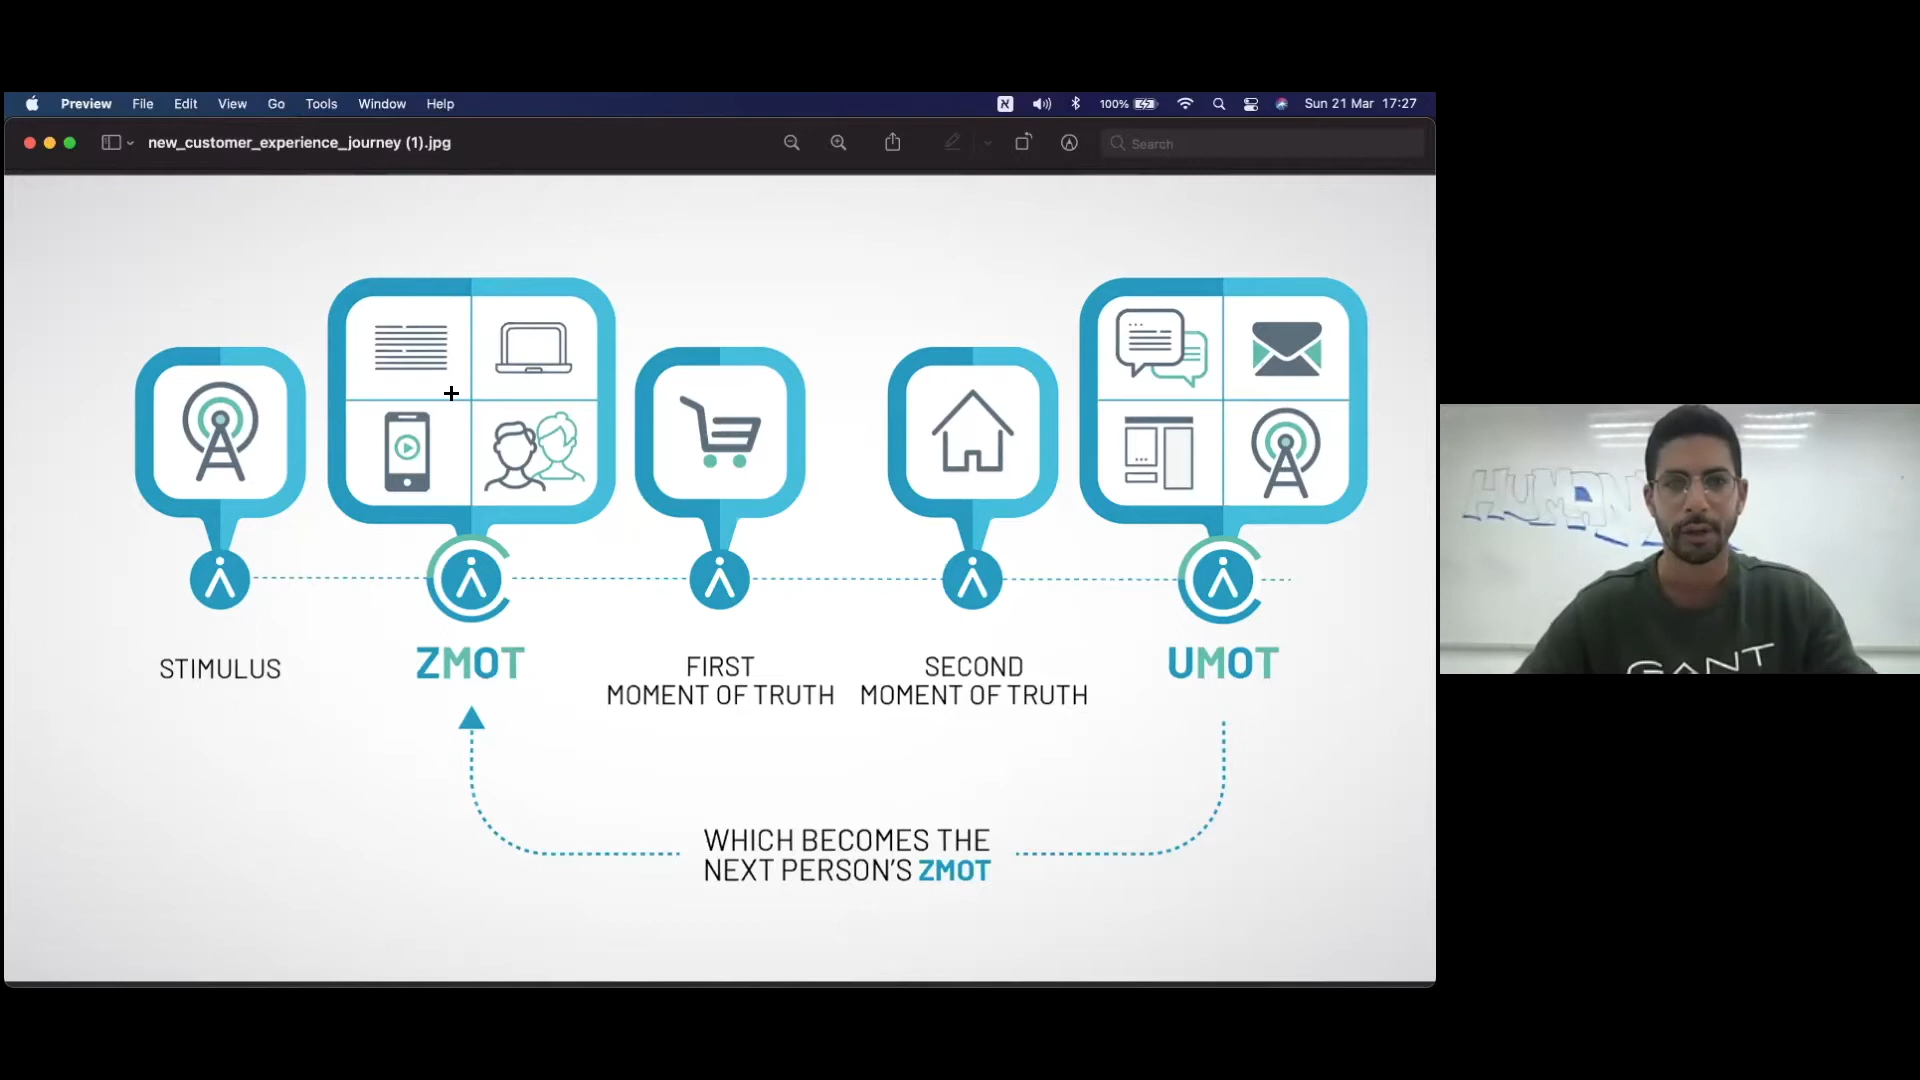 Preview File Edit View Go Tools Window Help
א 100% Sun 21 Mar 17:27
new_customer_experience_journey (1).jpg
Search
STIMULUS
ZMOT
FIRST
MOMENT OF TRUTH
SECOND
MOMENT OF TRUTH
UMOT
WHICH BECOMES THE
NEXT PERSON'S ZMOT
HUMAN
GANT